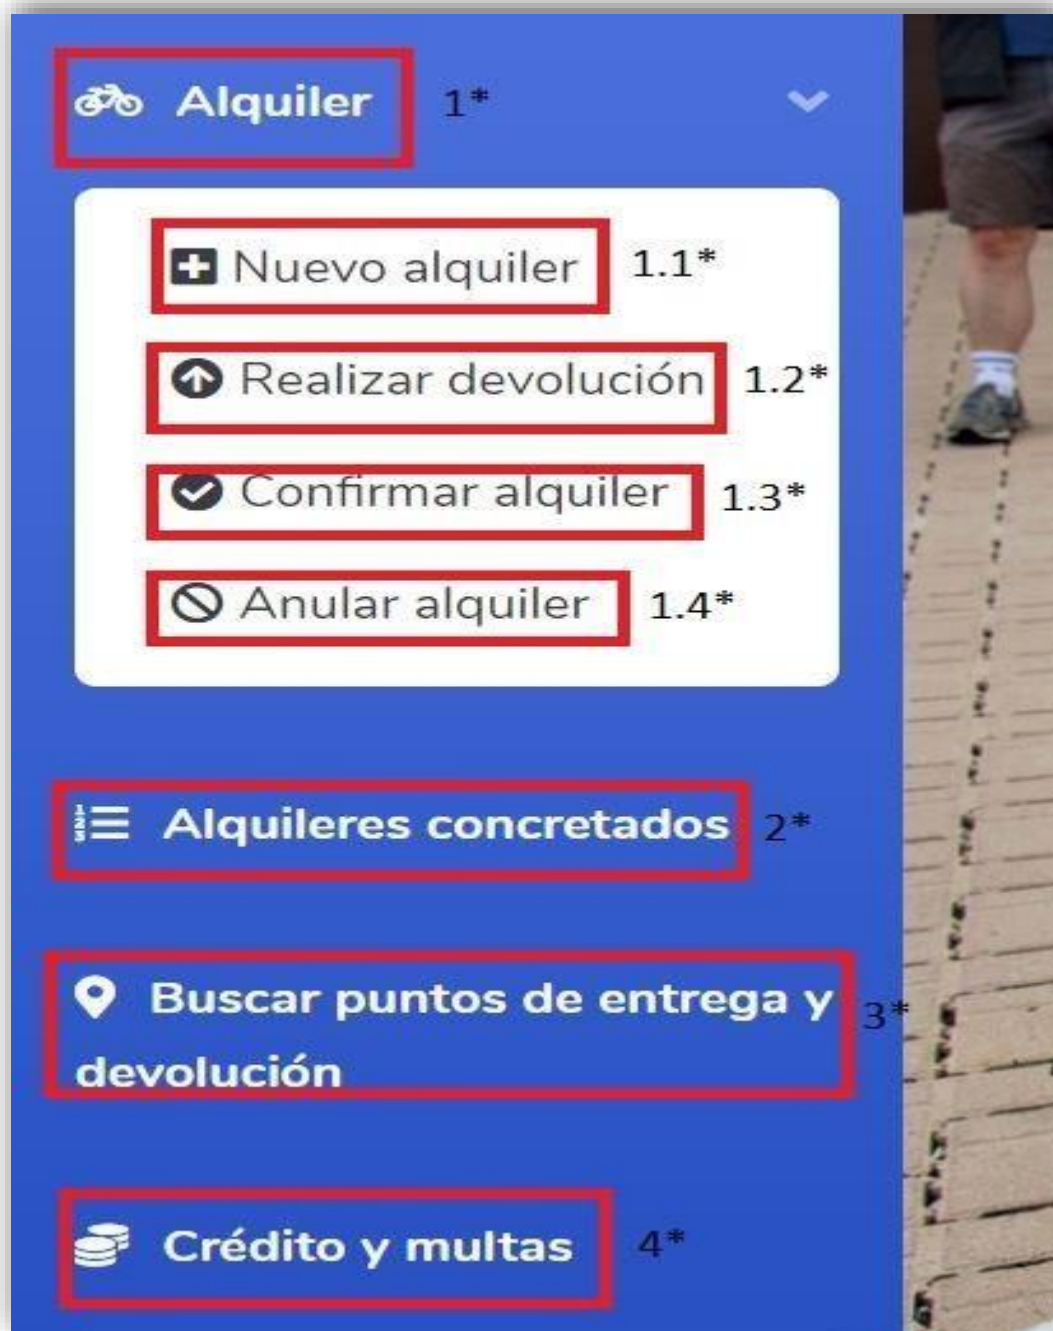 Alquiler 1*
Nuevo alquiler 1.1*
Realizar devolución 1.2*
Confirmar alquiler 1.3*
Anular alquiler 1.4*
Alquileres concretados 2*
Buscar puntos de entrega y 3*
devolución
Crédito y multas 4*